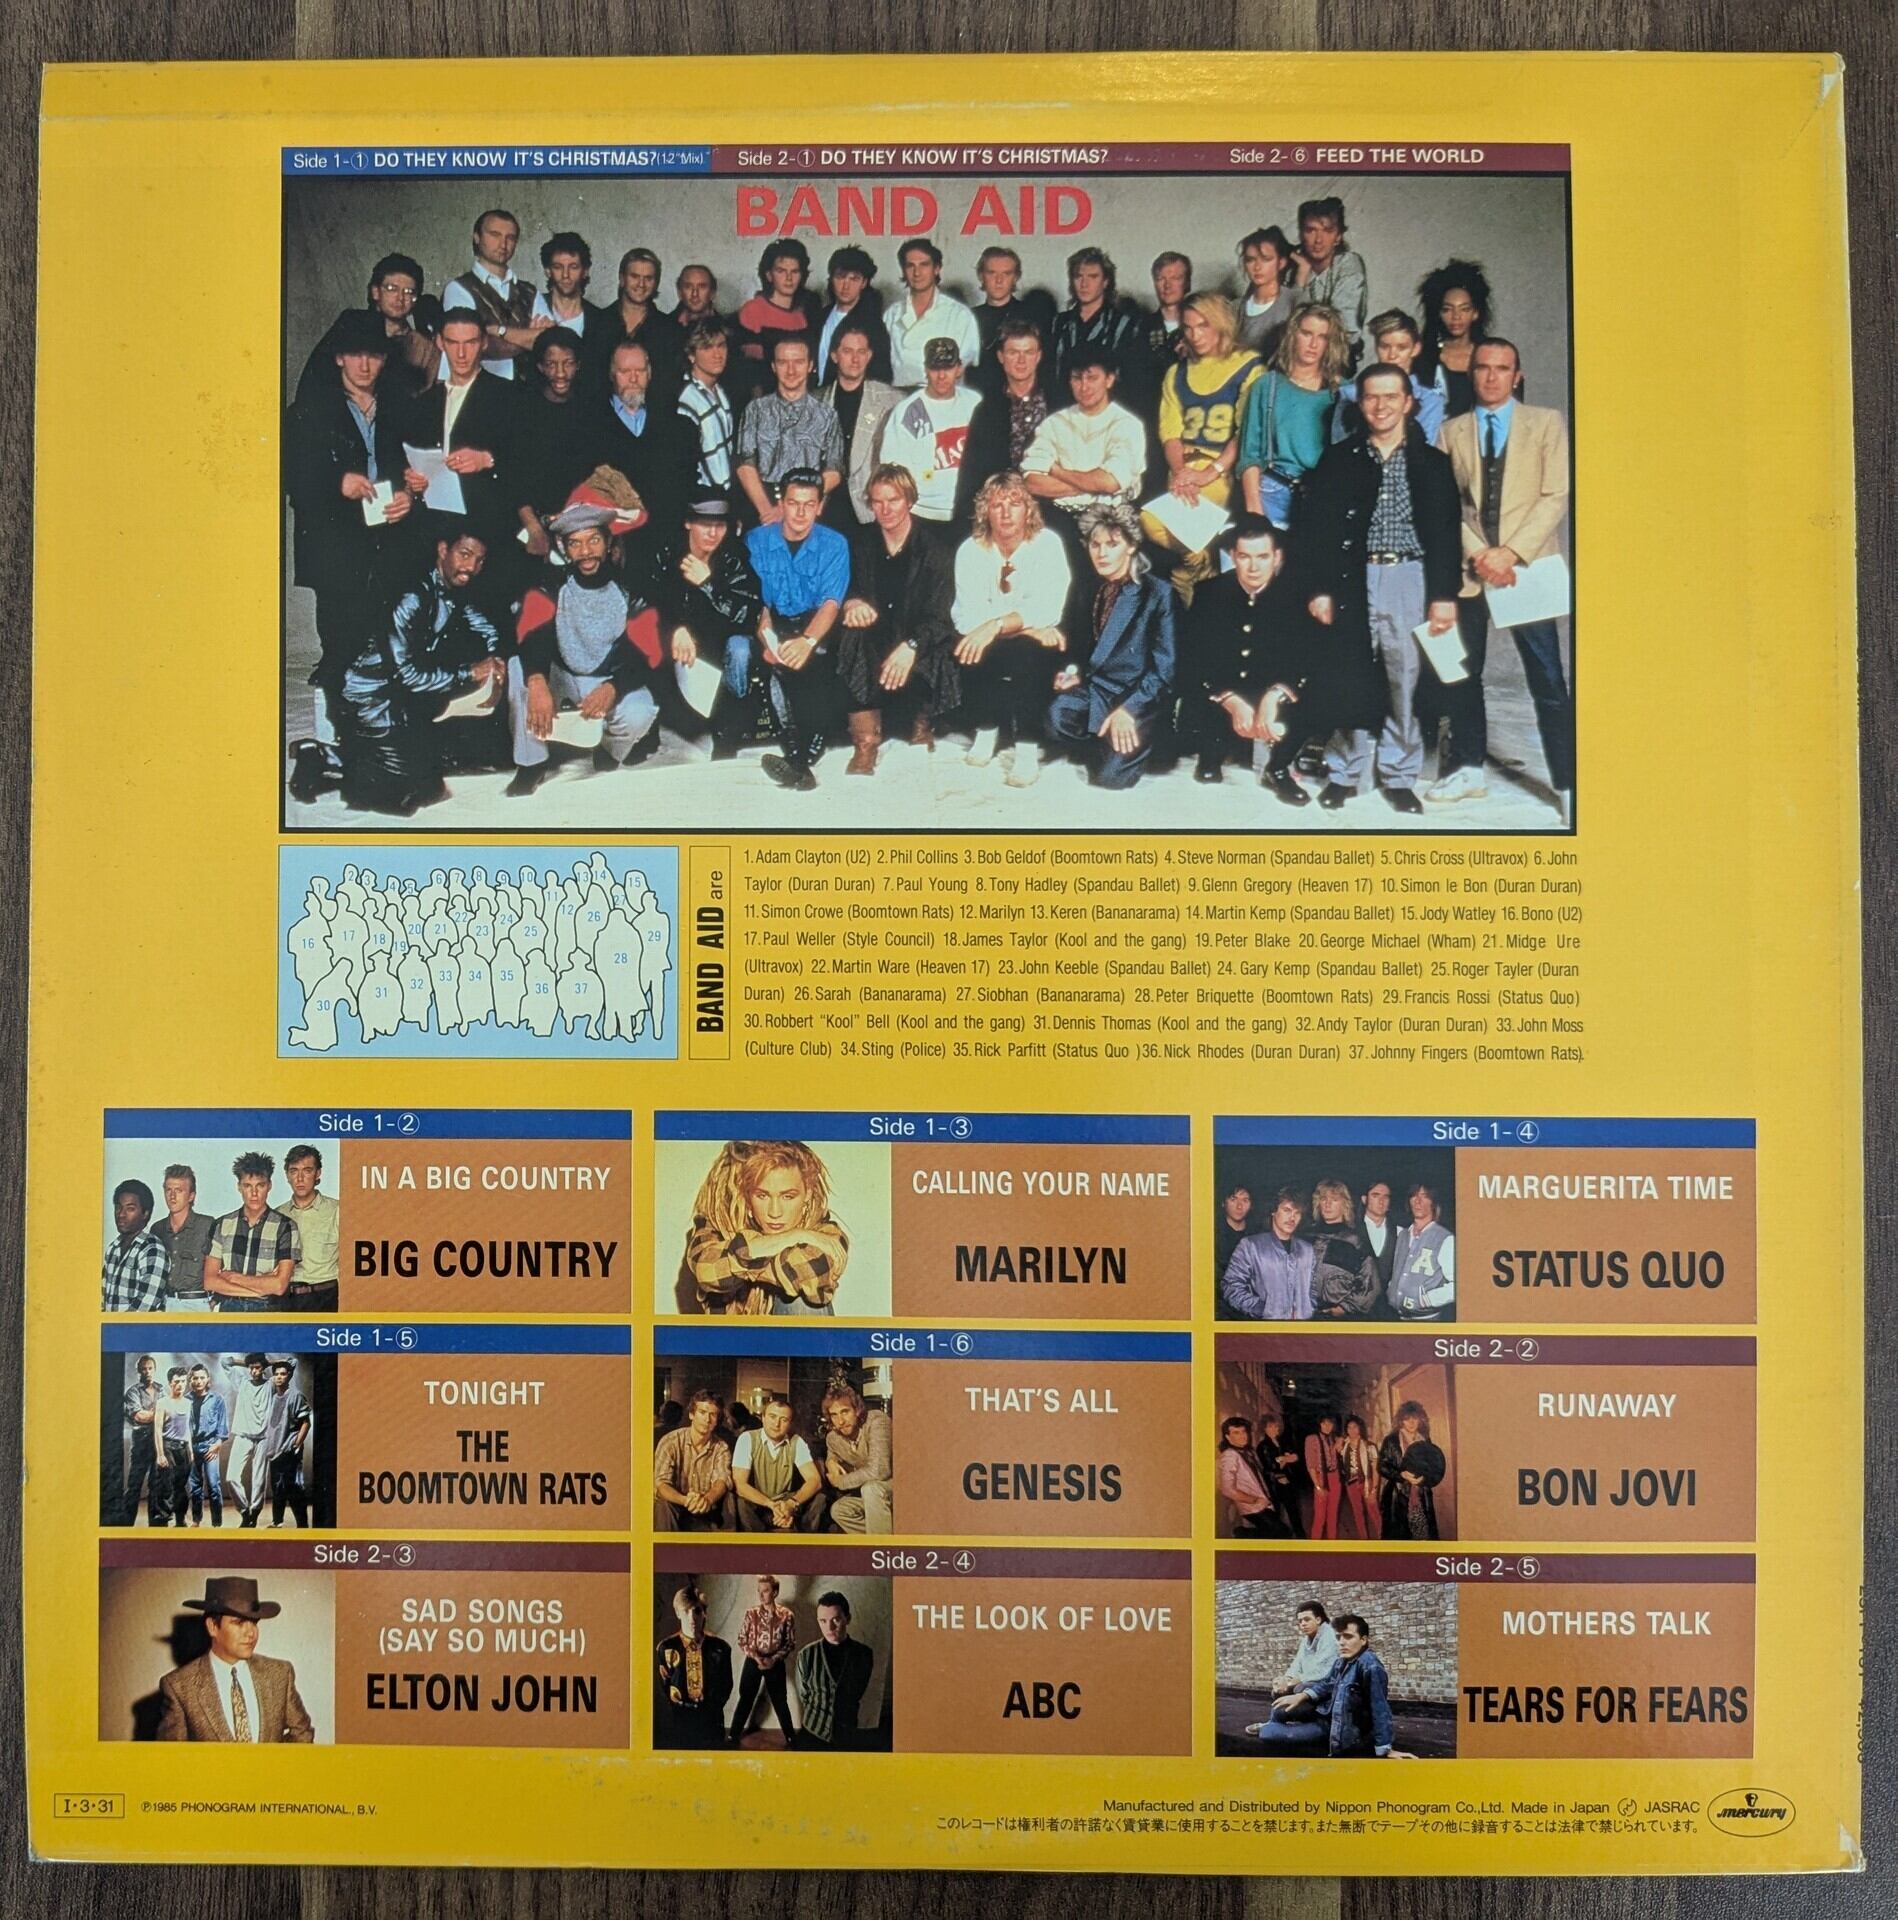 Side 1-① DO THEY KNOW IT'S CHRISTMAS?(12"Mix)
Side 2-① DO THEY KNOW IT'S CHRISTMAS?
Side 2-⑥ FEED THE WORLD
BAND AID
BAND AID are
1.Adam Clayton (U2) 2.Phil Collins 3.Bob Geldof (Boomtown Rats) 4.Steve Norman (Spandau Ballet) 5.Chris Cross (Ultravox) 6.John
Taylor (Duran Duran) 7.Paul Young 8.Tony Hadley (Spandau Ballet) 9.Glenn Gregory (Heaven 17) 10.Simon le Bon (Duran Duran)
11.Simon Crowe (Boomtown Rats) 12.Marilyn 13.Keren (Bananarama) 14.Martin Kemp (Spandau Ballet) 15.Jody Watley 16.Bono (U2)
17.Paul Weller (Style Council) 18.James Taylor (Kool and the gang) 19.Peter Blake 20.George Michael (Wham) 21.Midge Ure
(Ultravox) 22.Martin Ware (Heaven 17) 23.John Keeble (Spandau Ballet) 24.Gary Kemp (Spandau Ballet) 25.Roger Tayler (Duran
Duran) 26.Sarah (Bananarama) 27.Siobhan (Bananarama) 28.Peter Briquette (Boomtown Rats) 29.Francis Rossi (Status Quo)
30.Robbert "Kool" Bell (Kool and the gang) 31.Dennis Thomas (Kool and the gang) 32.Andy Taylor (Duran Duran) 33.John Moss
(Culture Club) 34.Sting (Police) 35.Rick Parfitt (Status Quo )36.Nick Rhodes (Duran Duran) 37.Johnny Fingers (Boomtown Rats).
Side 1-②
IN A BIG COUNTRY
BIG COUNTRY
Side 1-③
CALLING YOUR NAME
MARILYN
Side 1-④
MARGUERITA TIME
STATUS QUO
Side 1-⑤
TONIGHT
THE
BOOMTOWN RATS
Side 1-⑥
THAT'S ALL
GENESIS
Side 2-②
RUNAWAY
BON JOVI
Side 2-③
SAD SONGS
(SAY SO MUCH)
ELTON JOHN
Side 2-④
THE LOOK OF LOVE
ABC
Side 2-⑤
MOTHERS TALK
TEARS FOR FEARS
I・3・31
Ⓟ1985 PHONOGRAM INTERNATIONAL., B.V.
Manufactured and Distributed by Nippon Phonogram Co.,Ltd. Made in Japan JASRAC
このレコードは権利者の許諾なく賃貸業に使用することを禁じます。また無断でテープその他に録音することは法律で禁じられています。
mercury